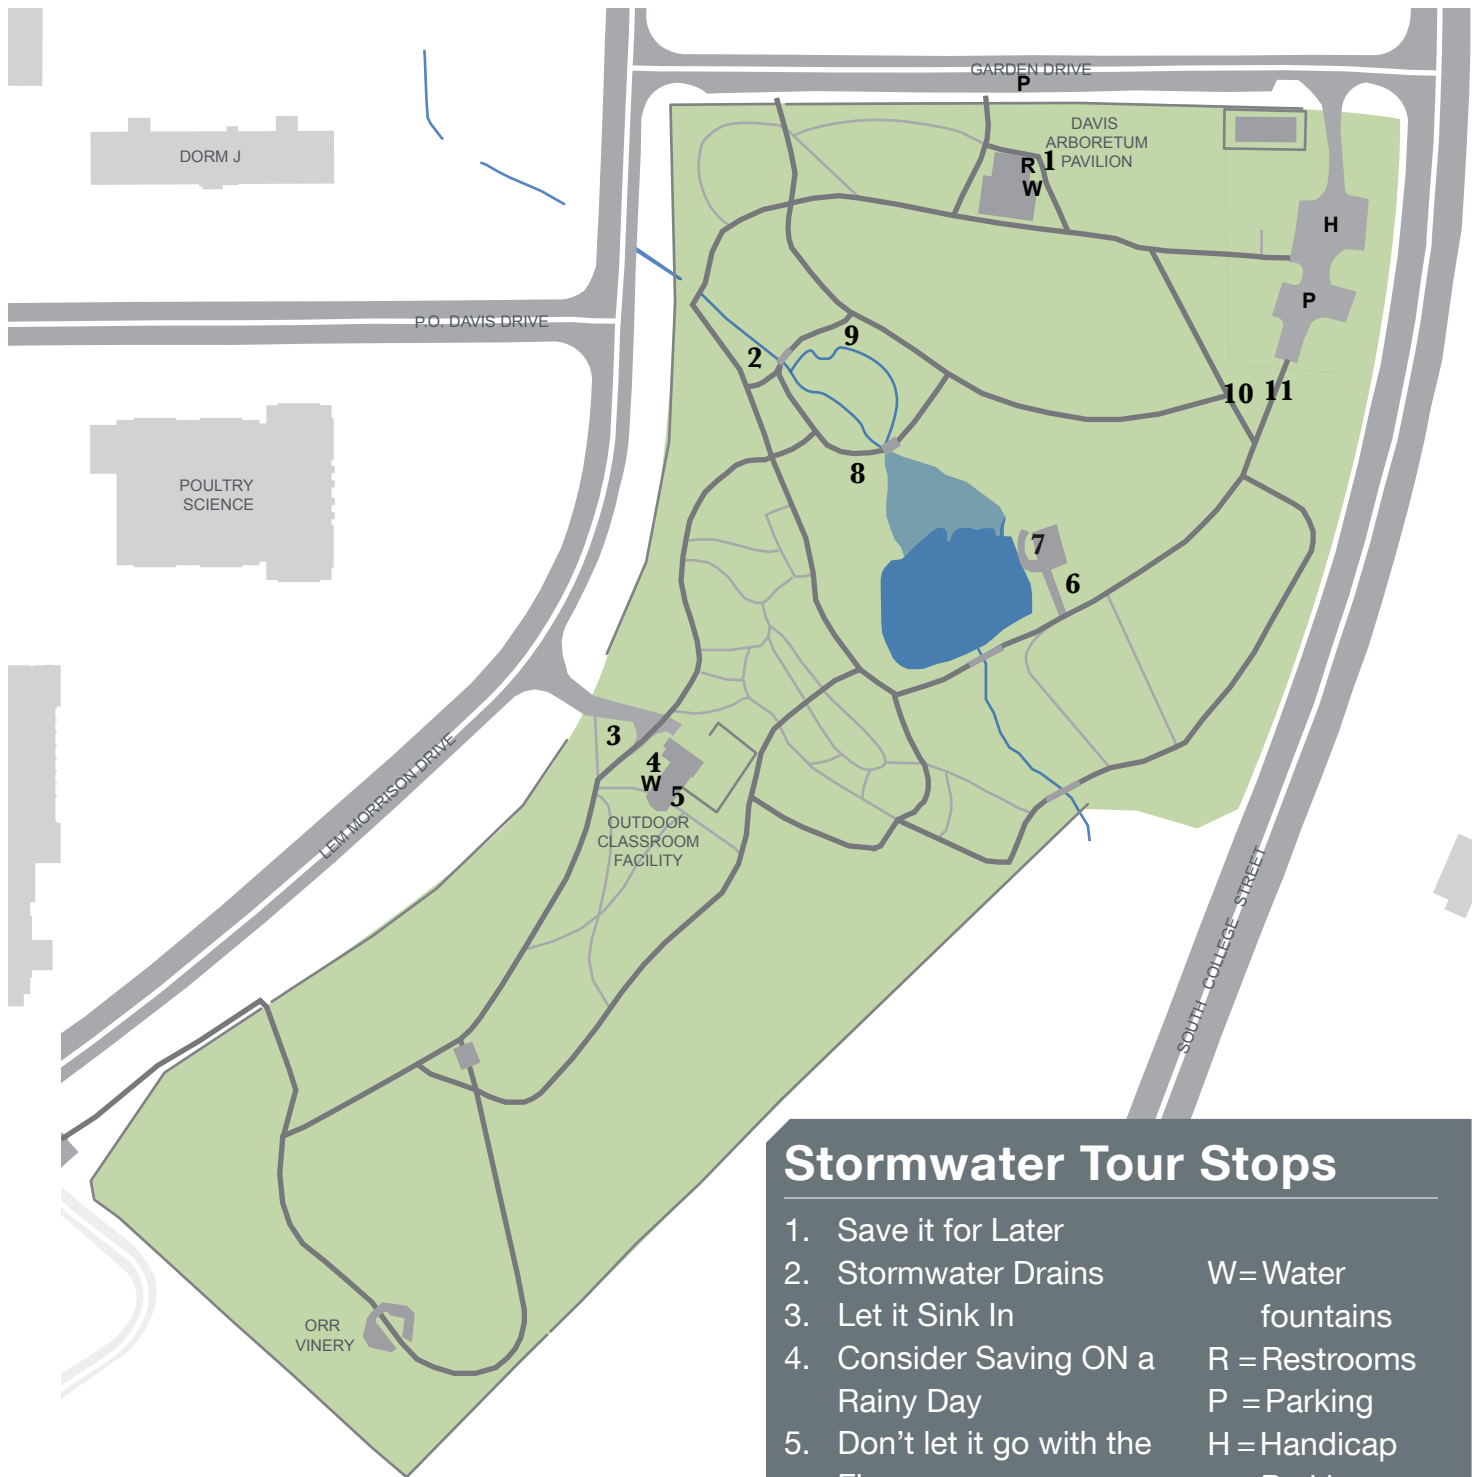 GARDEN DRIVE
P
DAVIS
ARBORETUM
PAVILION
R 1
W
DORM J
H
P
P.O. DAVIS DRIVE
9
2
10 11
8
POULTRY
SCIENCE
7
6
3
4
W
5
OUTDOOR
CLASSROOM
FACILITY
LEM MORRISON DRIVE
SOUTH COLLEGE STREET
ORR
VINERY
Stormwater Tour Stops
1. Save it for Later
2. Stormwater Drains
3. Let it Sink In
4. Consider Saving ON a
Rainy Day
5. Don't let it go with the
W= Water
fountains
R = Restrooms
P = Parking
H = Handicap